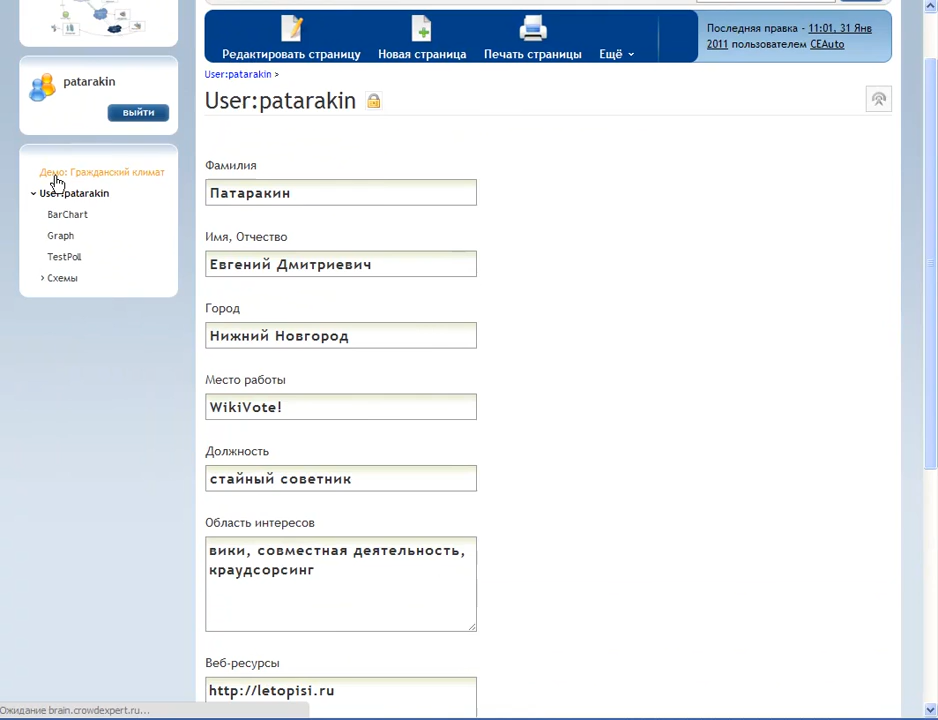 Редактировать страницу
Новая страница
Печать страницы
Ещё
Последняя правка - 11:01, 31 Янв
2011 пользователем CEAuto
patarakin
выйти
User:patarakin >
User:patarakin
Демо: Гражданский климат
User:patarakin
BarChart
Graph
TestPoll
Схемы
Фамилия
Патаракин
Имя, Отчество
Евгений Дмитриевич
Город
Нижний Новгород
Место работы
WikiVote!
Должность
стайный советник
Область интересов
вики, совместная деятельность,
краудсорсинг
Веб-ресурсы
http://letopisi.ru
Ожидание brain.crowdexpert.ru...